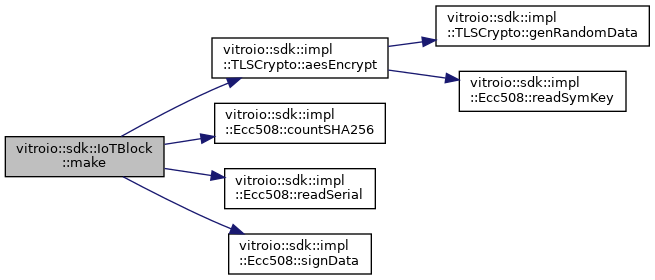 vitroio::sdk::IoTBlock
::make
vitroio::sdk::impl
::TLSCrypto::aesEncrypt
vitroio::sdk::impl
::TLSCrypto::genRandomData
vitroio::sdk::impl
::Ecc508::readSymKey
vitroio::sdk::impl
::Ecc508::countSHA256
vitroio::sdk::impl
::Ecc508::readSerial
vitroio::sdk::impl
::Ecc508::signData